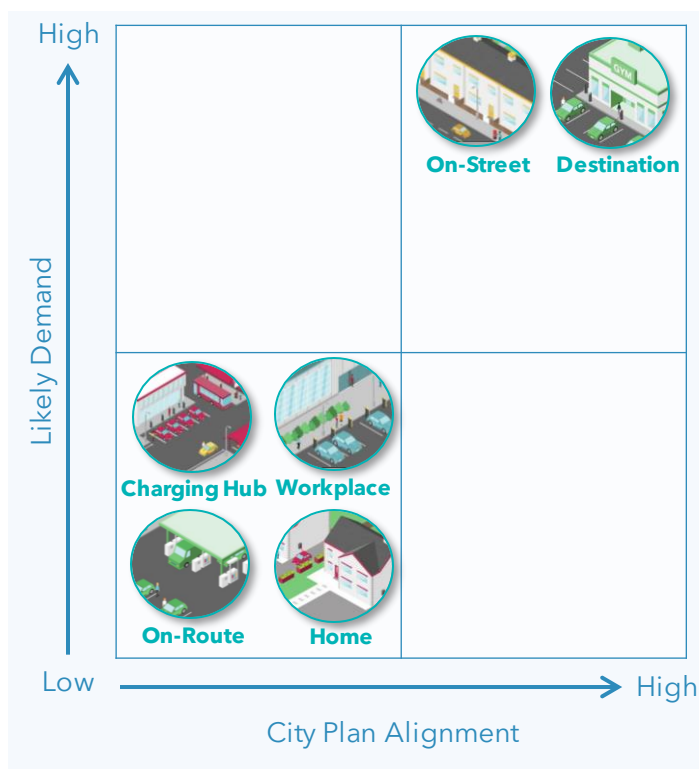 High
GYM
On-Street
Destination
Likely Demand
Charging Hub
Workplace
On-Route
Home
Low
High
City Plan Alignment